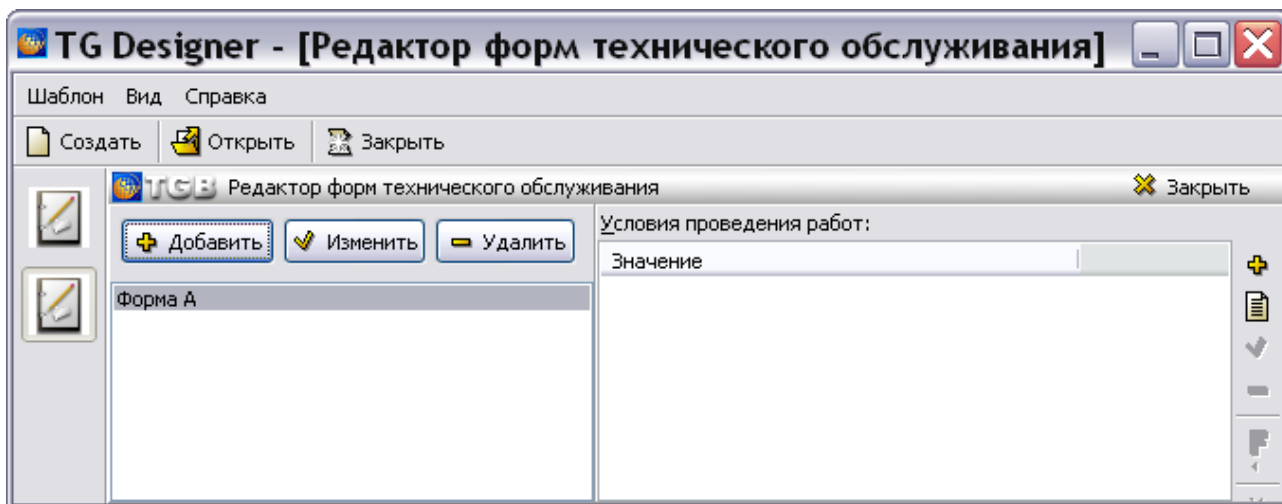 TG Designer - [Редактор форм технического обслуживания]
Шаблон Вид Справка
Создать Открыть Закрыть
TGB Редактор форм технического обслуживания Закрыть
Добавить Изменить Удалить
Условия проведения работ:
Значение
Форма А